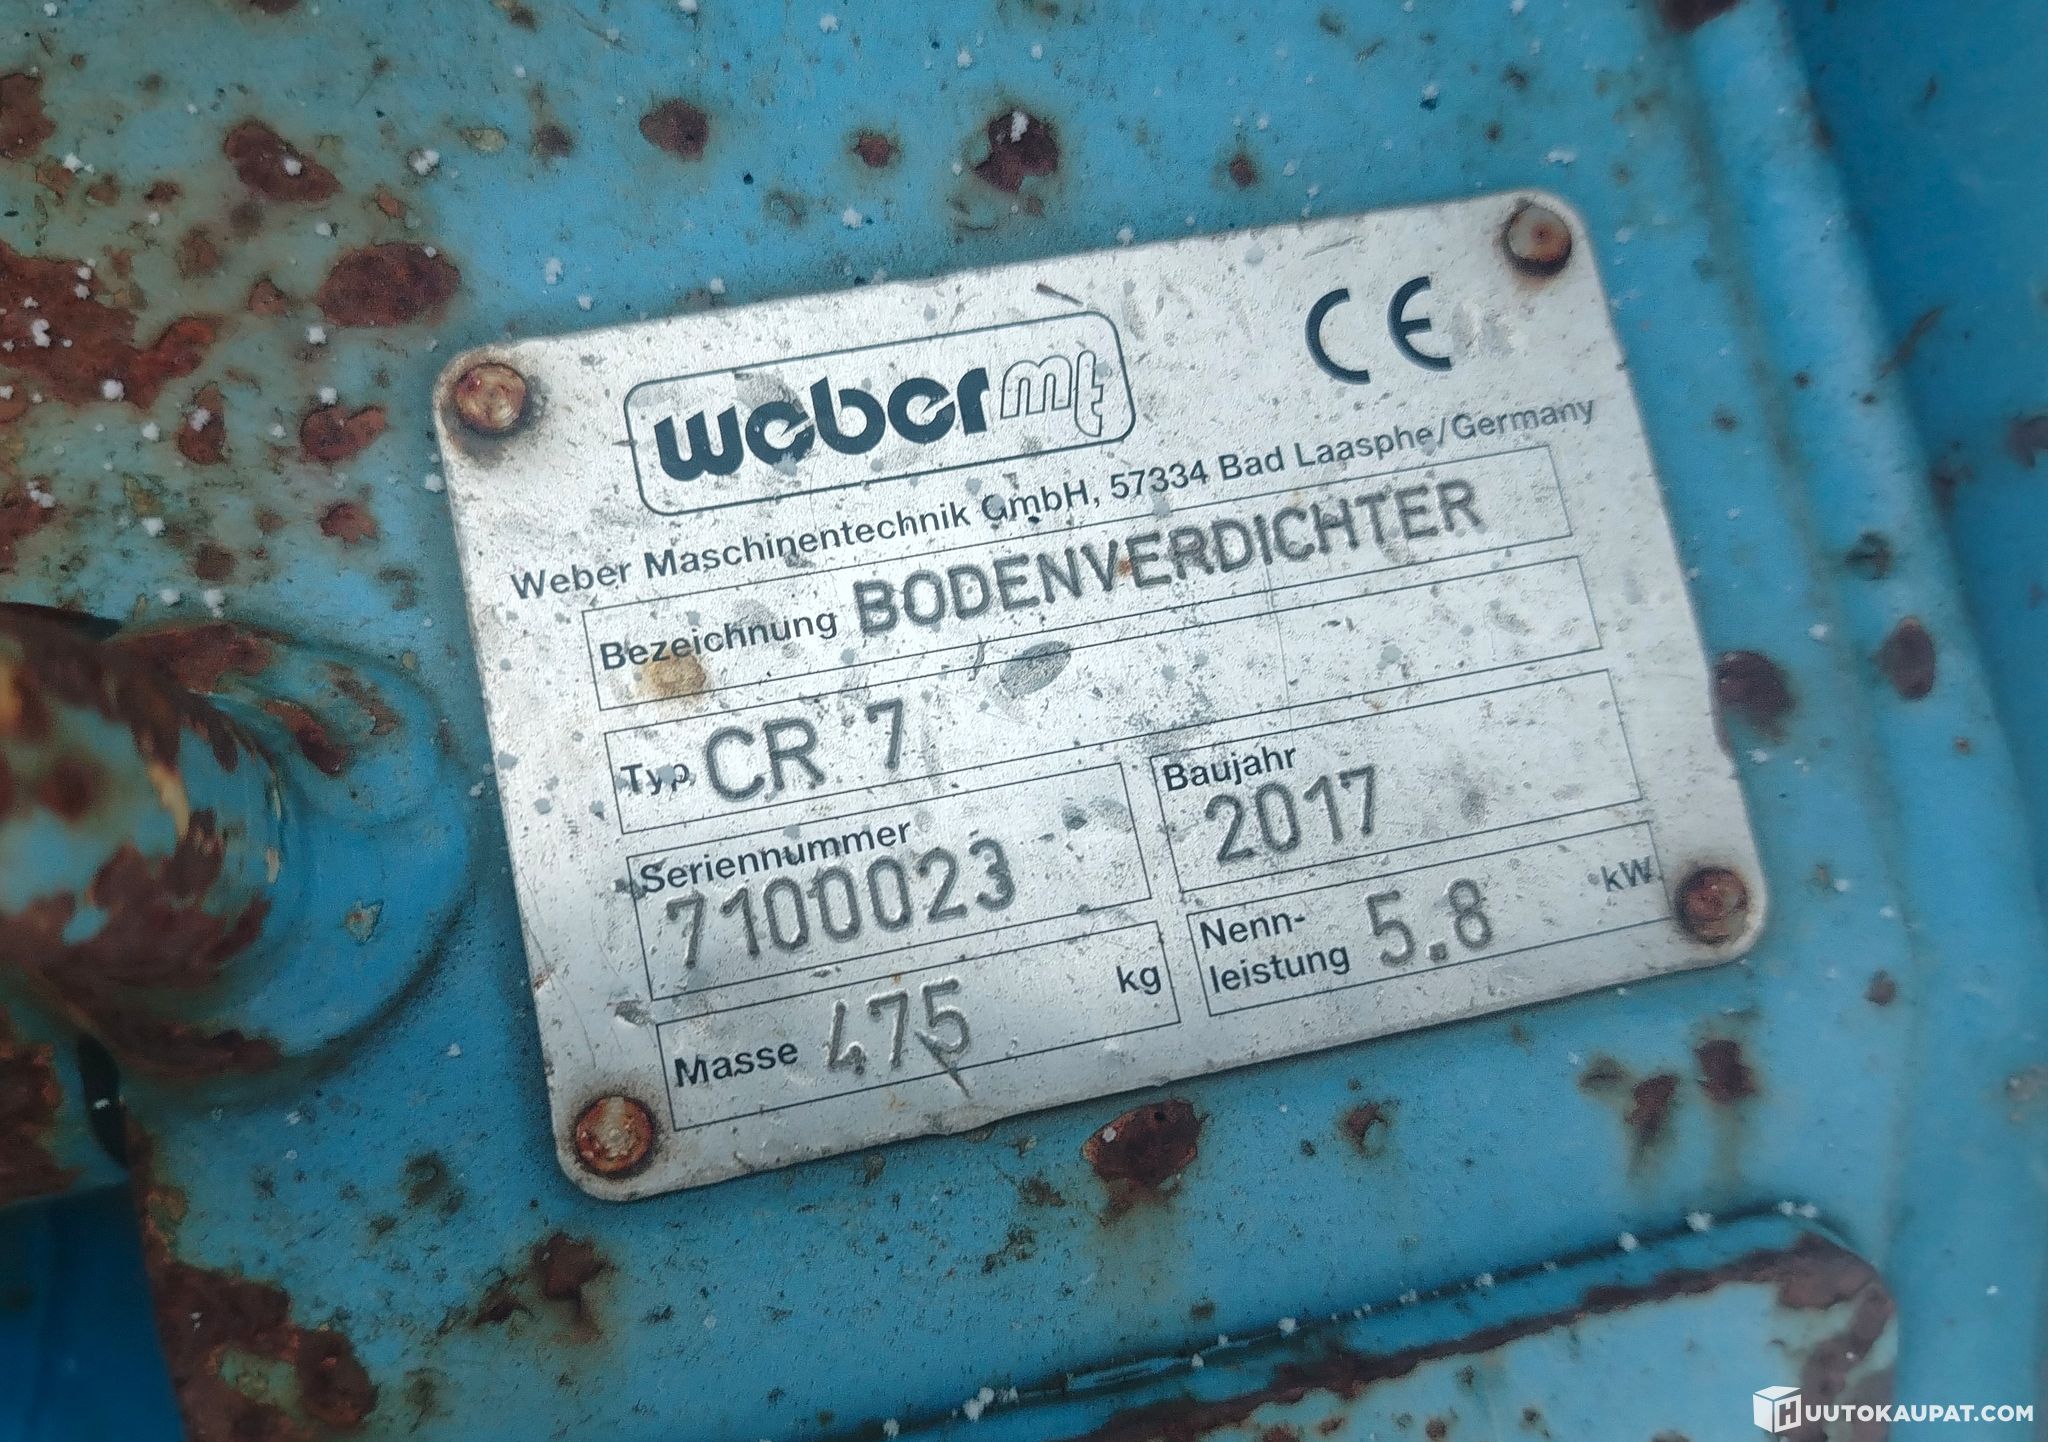 weber mt
CE
Weber Maschinentechnik GmbH, 57334 Bad Laasphe/Germany
Bezeichnung BODENVERDICHTER
Typ CR 7
Seriennummer
7100023
Baujahr
2017
Masse 475 kg
Nenn-
leistung 5.8 kW
HUUTOKAUPAT.COM